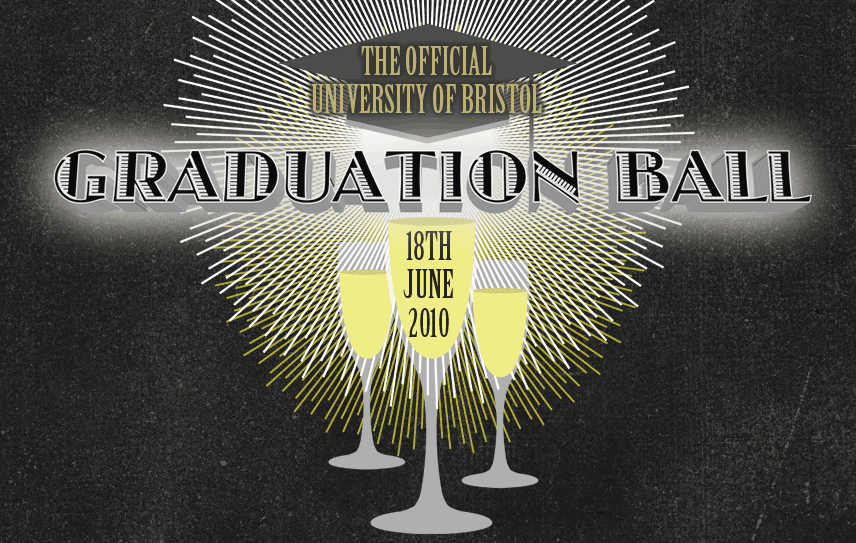 THE OFFICIAL
UNIVERSITY OF BRISTOL
GRADUATION BALL
18TH
JUNE
2010